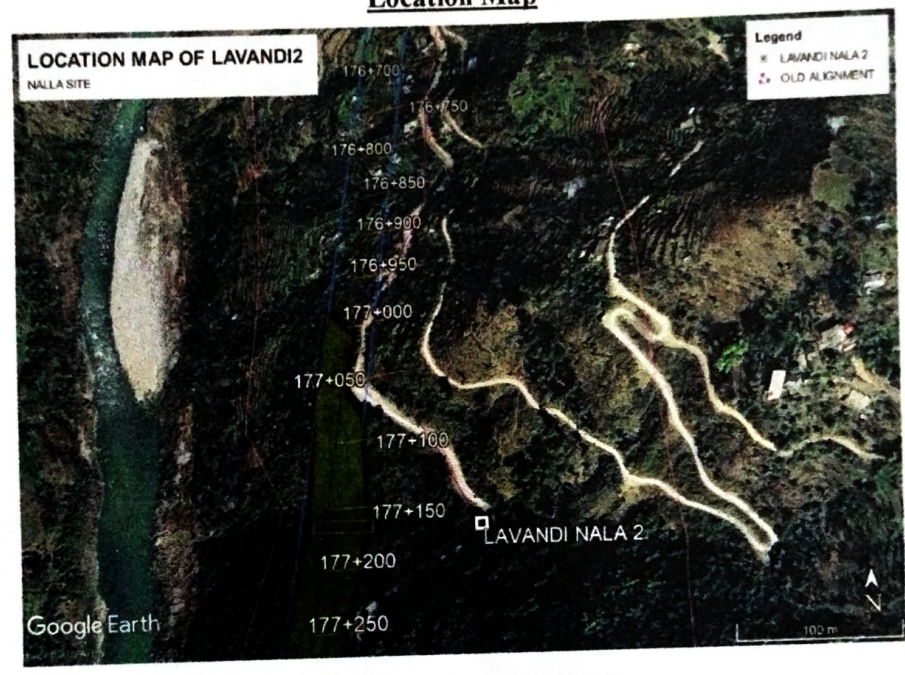 Location Map
LOCATION MAP OF LAVANDI2
NALLA SITE
Legend
LAVANDI NALA 2
OLD ALIGNMENT
176+700
176+750
176+800
176+850
176+900
176+950
177+000
177+050
177+100
177+150
LAVANDI NALA 2
177+200
177+250
Google Earth
N
100 m